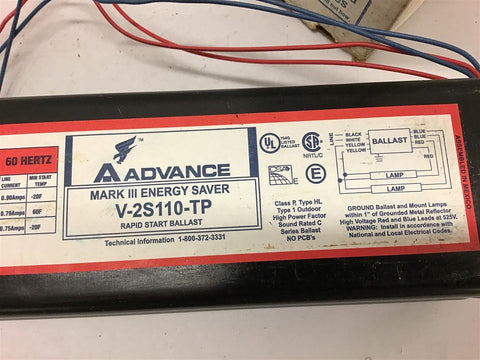 60 HERTZ
LINE CURRENT
MIN START TEMP
0.90Amps -20F
0.79Amps 60F
0.75Amps -20F
TM
ADVANCE
MARK III ENERGY SAVER
V-2S110-TP
RAPID START BALLAST
Technical Information 1-800-372-3331
UL
LISTED BALLAST
NRTL/C
E
Class P, Type HL
Type 1 Outdoor
High Power Factor
Sound Rated C
Series Ballast
NO PCB's
LINE
BLACK
WHITE
YELLOW
YELLOW
BALLAST
BLUE
BLUE
RED
RED
LAMP
LAMP
GROUND Ballast and Mount Lamps
within 1" of Grounded Metal Reflector
High Voltage Red and Blue Leads at 525V.
WARNING: Install in accordance with
National and Local Electrical Codes.
ASSEMBLED IN MEXICO